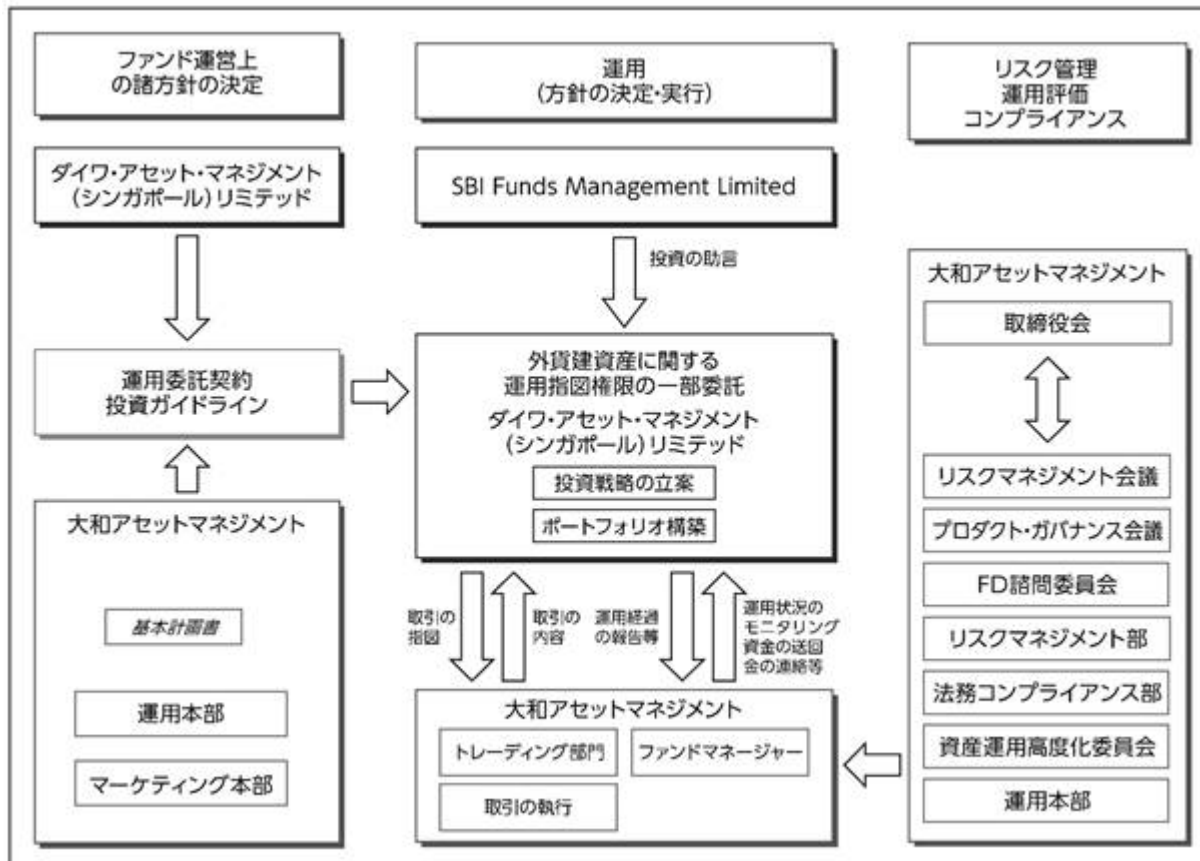 ファンド運営上
の諸方針の決定
ダイワ・アセット・マネジメント
（シンガポール）リミテッド
運用委託契約
投資ガイドライン
大和アセットマネジメント
基本計画書
運用本部
マーケティング本部
運用
（方針の決定・実行）
SBI Funds Management Limited
投資の助言
外貨建資産に関する
運用指図権限の一部委託
ダイワ・アセット・マネジメント
（シンガポール）リミテッド
投資戦略の立案
ポートフォリオ構築
取引の
指図
取引の
内容
運用経過
の報告等
運用状況の
モニタリング
資金の送回
金の連絡等
大和アセットマネジメント
トレーディング部門
ファンドマネージャー
取引の執行
リスク管理
運用評価
コンプライアンス
大和アセットマネジメント
取締役会
リスクマネジメント会議
プロダクト・ガバナンス会議
FD諮問委員会
リスクマネジメント部
法務コンプライアンス部
資産運用高度化委員会
運用本部